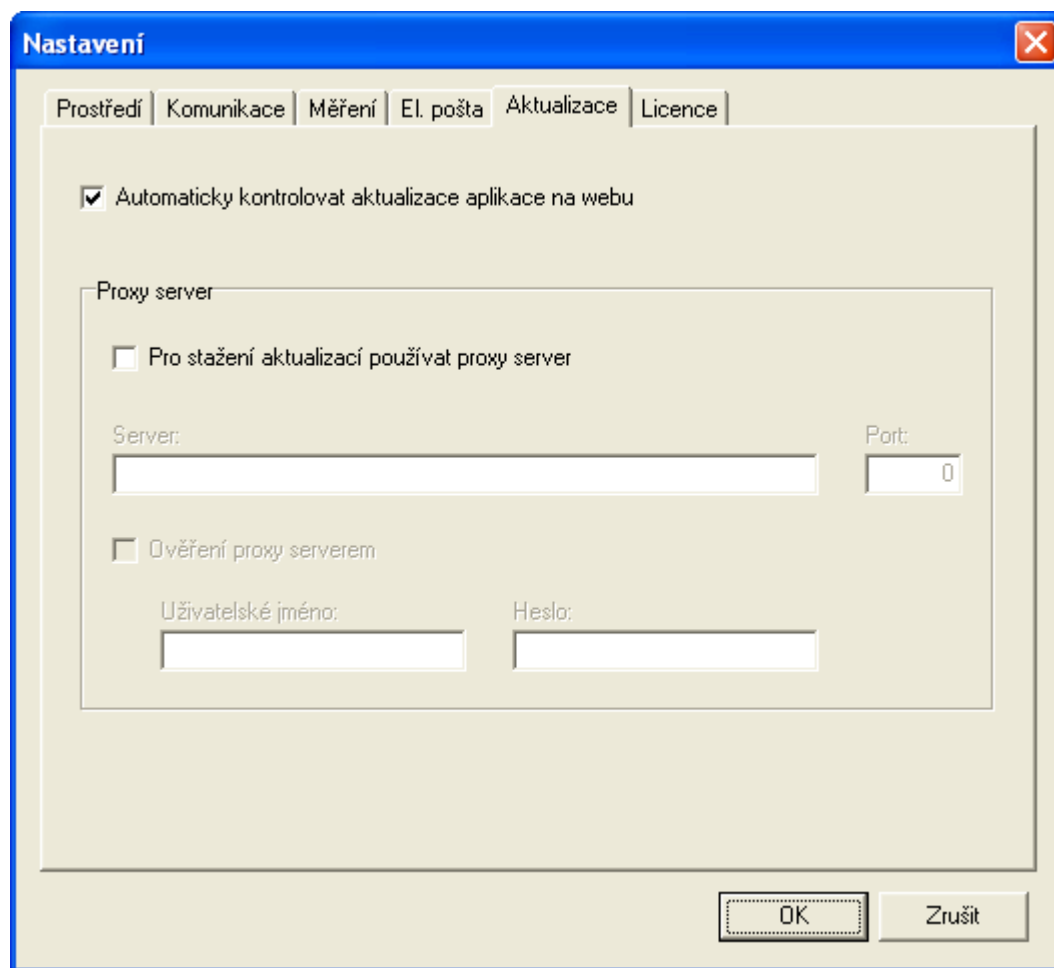 Nastavení
Prostředí Komunikace Měření El. pošta Aktualizace Licence
Automaticky kontrolovat aktualizace aplikace na webu
Proxy server
Pro stažení aktualizací používat proxy server
Server: Port:
0
Ověření proxy serverem
Uživatelské jméno: Heslo:
OK Zrušit